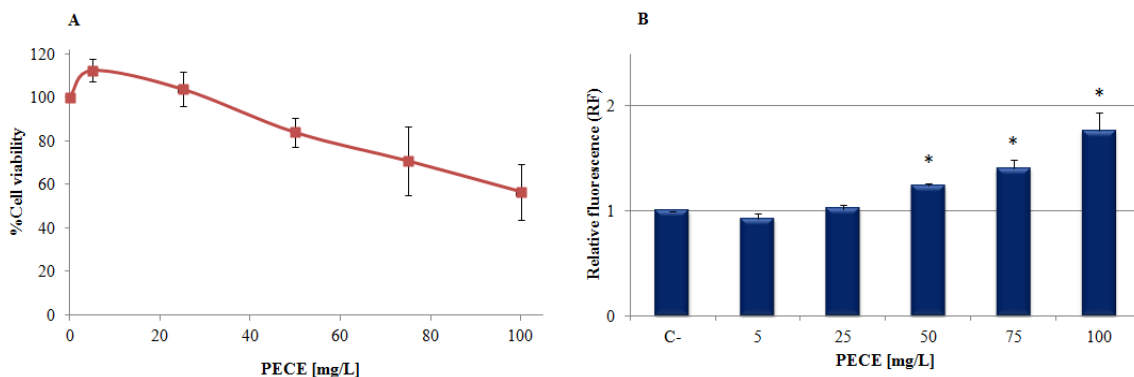 A
120
100
80
60
40
20
0
%Cell viability
0 20 40 60 80 100
PECE [mg/L]
B
2
1
0
Relative fluorescence (RF)
* * *
C- 5 25 50 75 100
PECE [mg/L]